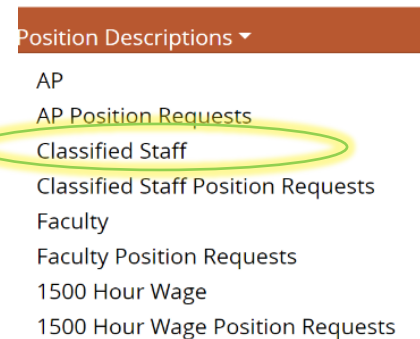 Position Descriptions
AP
AP Position Requests
Classified Staff
Classified Staff Position Requests
Faculty
Faculty Position Requests
1500 Hour Wage
1500 Hour Wage Position Requests